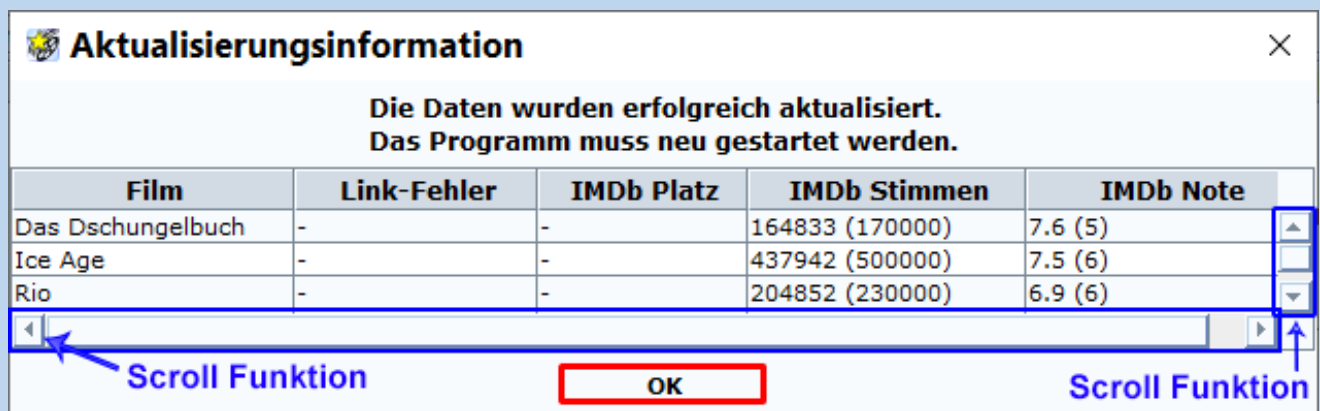 Aktualisierungsinformation
Die Daten wurden erfolgreich aktualisiert.
Das Programm muss neu gestartet werden.
Film Link-Fehler IMDb Platz IMDb Stimmen IMDb Note
Das Dschungelbuch - - 164833 (170000) 7.6 (5)
Ice Age - - 437942 (500000) 7.5 (6)
Rio - - 204852 (230000) 6.9 (6)
Scroll Funktion OK Scroll Funktion